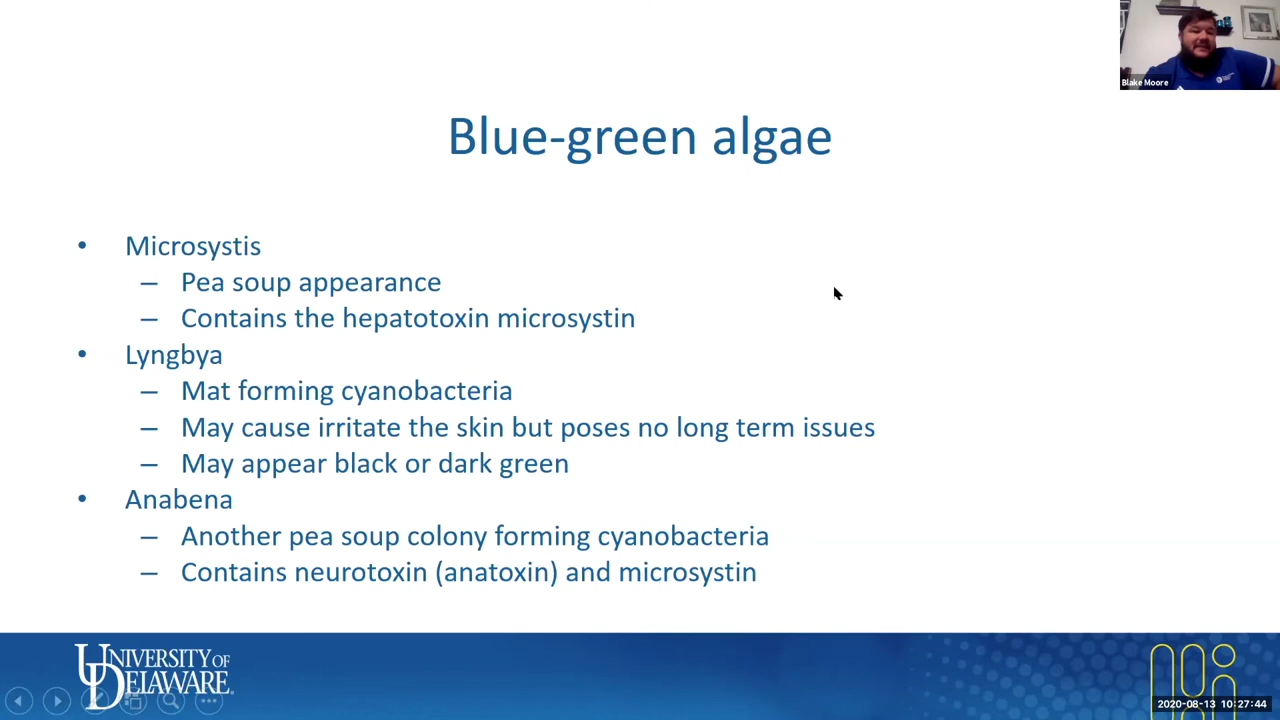 Blake Moore
Blue-green algae
• Microsystis
– Pea soup appearance
– Contains the hepatotoxin microsystin
• Lyngbya
– Mat forming cyanobacteria
– May cause irritate the skin but poses no long term issues
– May appear black or dark green
• Anabena
– Another pea soup colony forming cyanobacteria
– Contains neurotoxin (anatoxin) and microsystin
UNIVERSITY OF
DELAWARE
2020-08-13 10:27:44